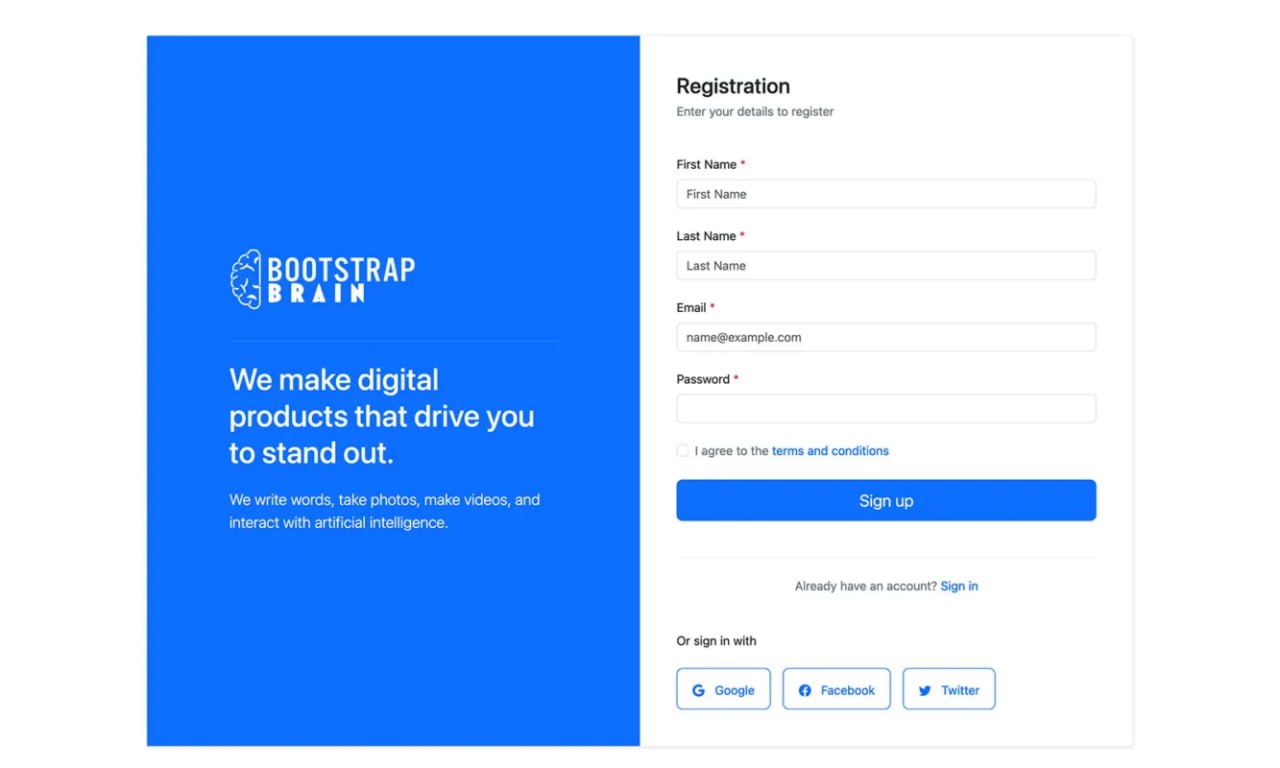 BOOTSTRAP
BRAIN
We make digital
products that drive you
to stand out.
We write words, take photos, make videos, and
interact with artificial intelligence.
Registration
Enter your details to register
First Name *
First Name
Last Name *
Last Name
Email *
name@example.com
Password *
I agree to the terms and conditions
Sign up
Already have an account? Sign in
Or sign in with
Google
Facebook
Twitter